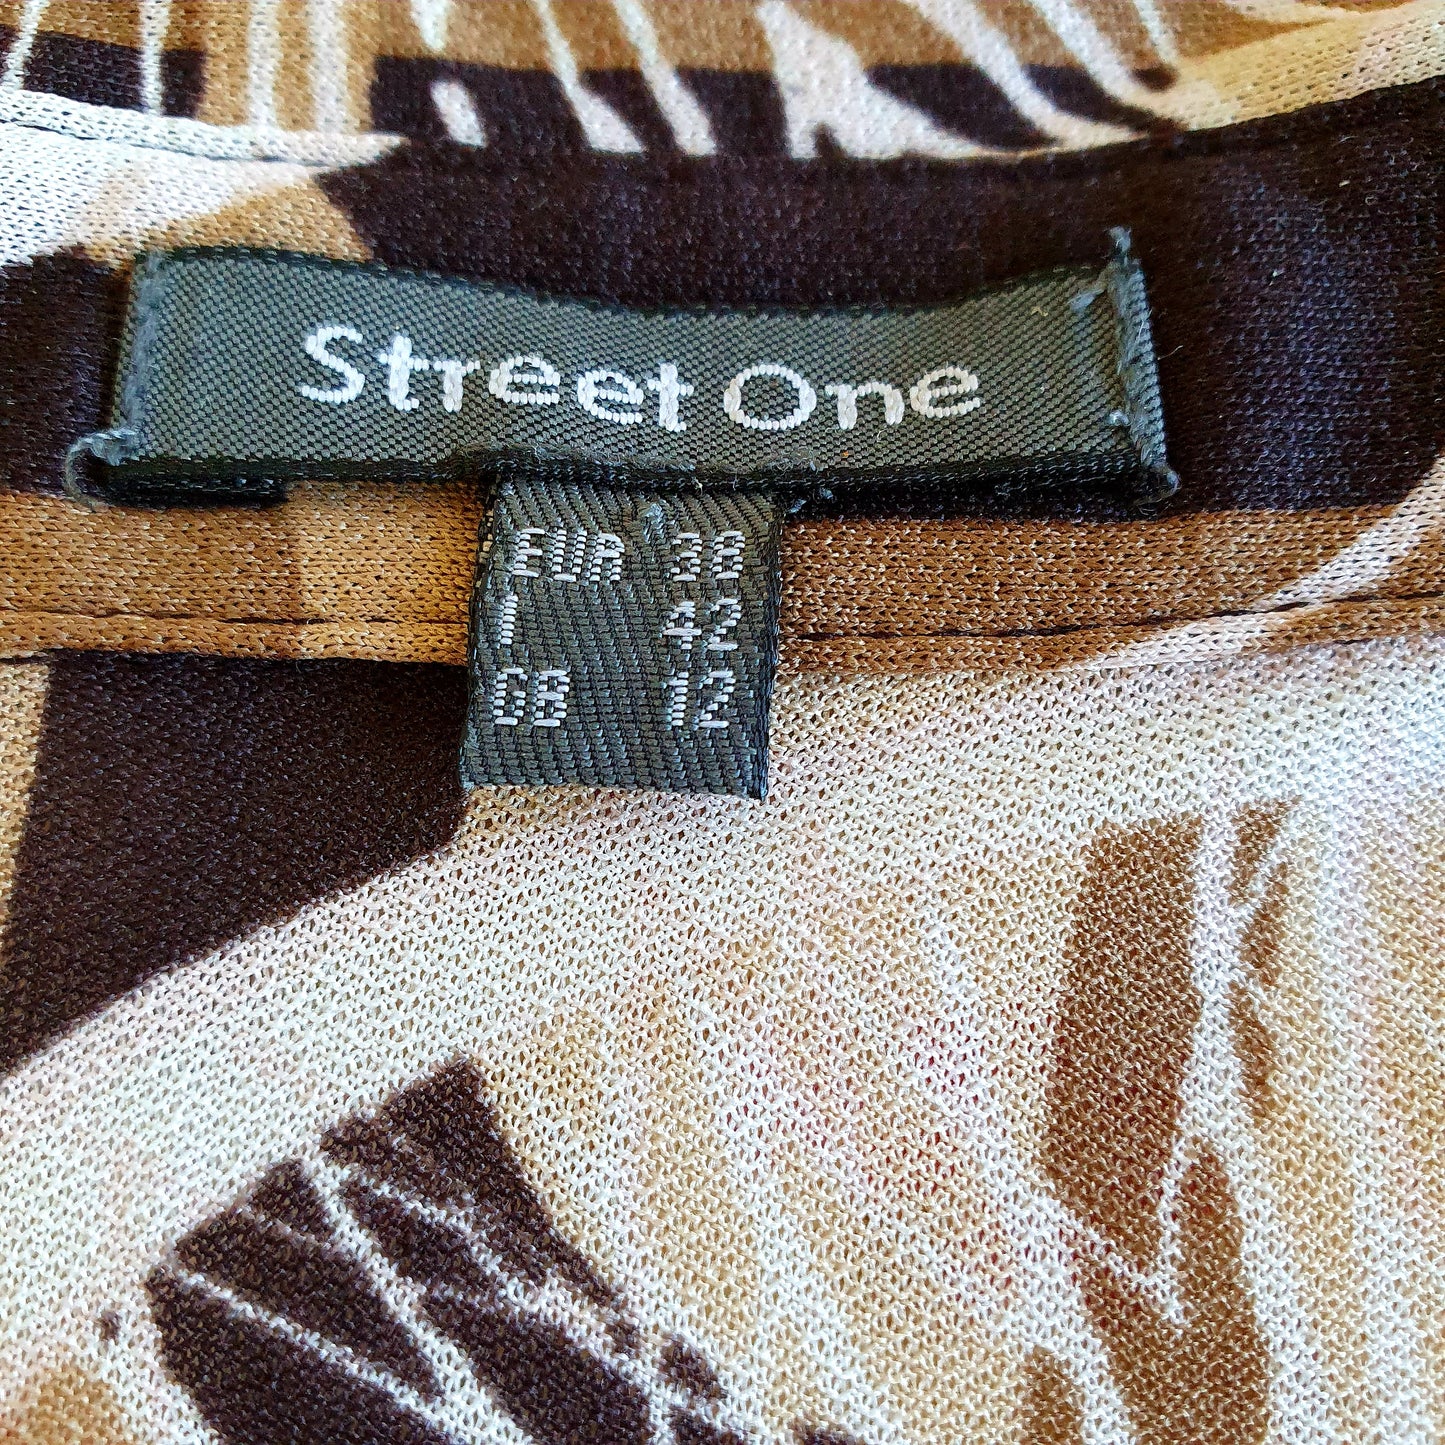 Street One
EUR 38
I 42
GB 12